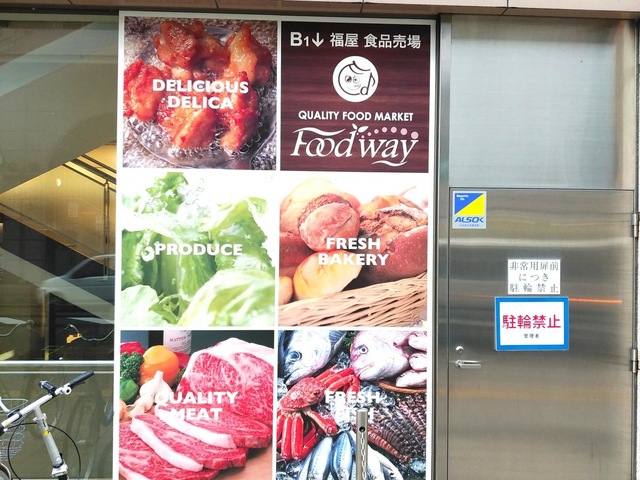 DELICIOUS
DELICA
B1↓ 福屋 食品売場
QUALITY FOOD MARKET
Foodway
PRODUCE
FRESH
BAKERY
QUALITY
MEAT
FRESH
ALSOK
非常用扉前
につき
駐輪禁止
駐輪禁止
管理者